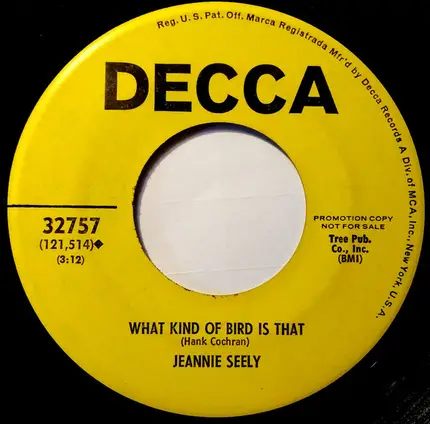 Reg. U.S. Pat. Off. Marca Registrada Mfr'd by Decca Records A Div. of MCA, Inc., New York, U.S.A.
DECCA
32757
(121,514)◆
(3:12)
PROMOTION COPY
NOT FOR SALE
Tree Pub.
Co., Inc.
(BMI)
WHAT KIND OF BIRD IS THAT
(Hank Cochran)
JEANNIE SEELY